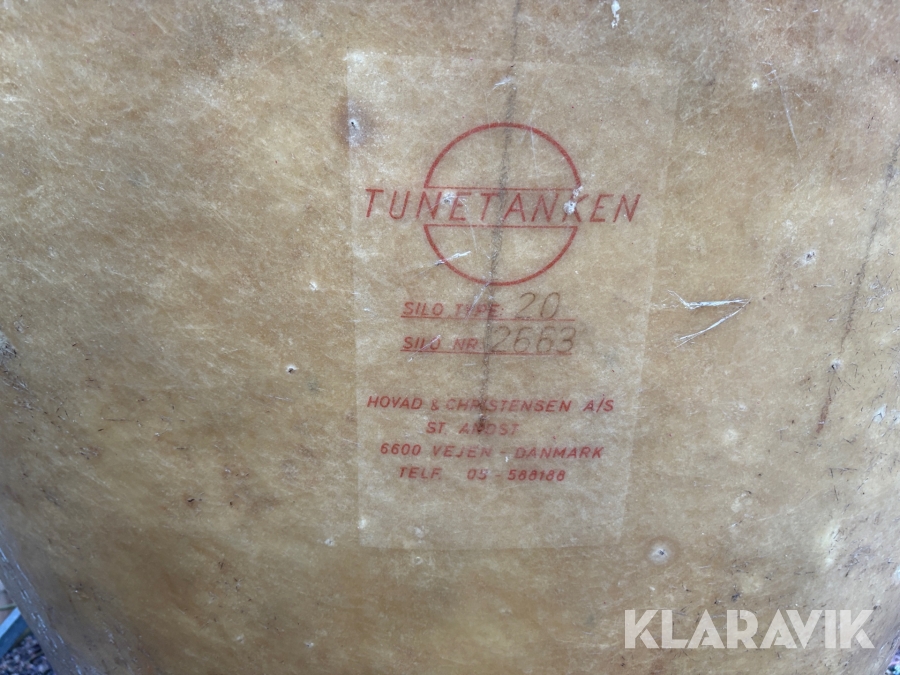 TUNETANKEN
SILO TYPE: 20
SILO NR. 2663
HOVAD & CHRISTENSEN A/S
ST. ANDST
6600 VEJEN - DANMARK
TELF. 05 - 588188
KLARAVIK